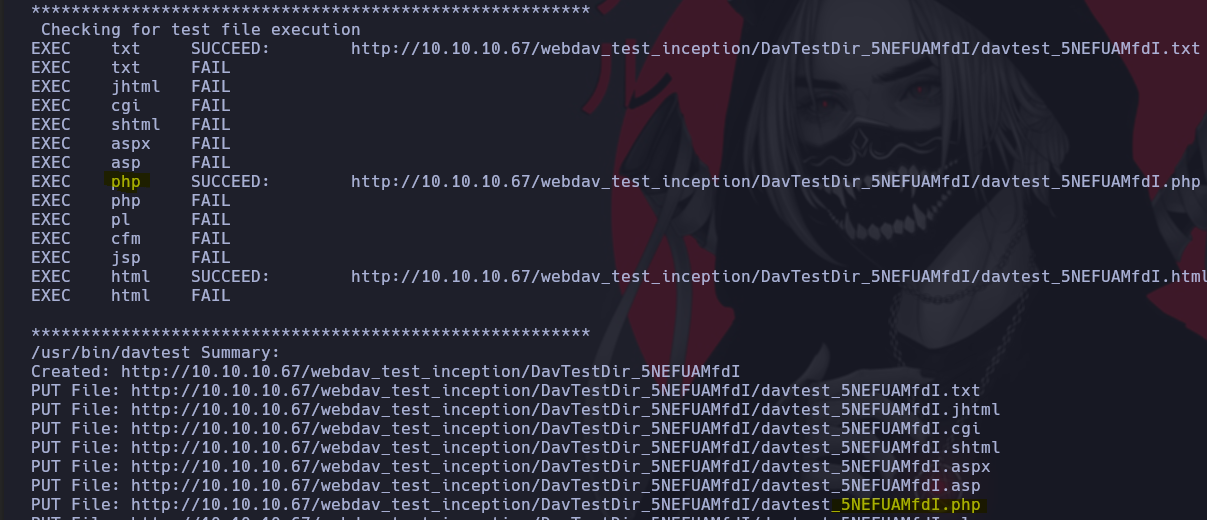 ********************************************************
Checking for test file execution
EXEC txt SUCCEED: http://10.10.10.67/webdav_test_inception/DavTestDir_5NEFUAMfdI/davtest_5NEFUAMfdI.txt
EXEC txt FAIL
EXEC jhtml FAIL
EXEC cgi FAIL
EXEC shtml FAIL
EXEC aspx FAIL
EXEC asp FAIL
EXEC php SUCCEED: http://10.10.10.67/webdav_test_inception/DavTestDir_5NEFUAMfdI/davtest_5NEFUAMfdI.php
EXEC php FAIL
EXEC pl FAIL
EXEC cfm FAIL
EXEC jsp FAIL
EXEC html SUCCEED: http://10.10.10.67/webdav_test_inception/DavTestDir_5NEFUAMfdI/davtest_5NEFUAMfdI.html
EXEC html FAIL
********************************************************
/usr/bin/davtest Summary:
Created: http://10.10.10.67/webdav_test_inception/DavTestDir_5NEFUAMfdI
PUT File: http://10.10.10.67/webdav_test_inception/DavTestDir_5NEFUAMfdI/davtest_5NEFUAMfdI.txt
PUT File: http://10.10.10.67/webdav_test_inception/DavTestDir_5NEFUAMfdI/davtest_5NEFUAMfdI.jhtml
PUT File: http://10.10.10.67/webdav_test_inception/DavTestDir_5NEFUAMfdI/davtest_5NEFUAMfdI.cgi
PUT File: http://10.10.10.67/webdav_test_inception/DavTestDir_5NEFUAMfdI/davtest_5NEFUAMfdI.shtml
PUT File: http://10.10.10.67/webdav_test_inception/DavTestDir_5NEFUAMfdI/davtest_5NEFUAMfdI.aspx
PUT File: http://10.10.10.67/webdav_test_inception/DavTestDir_5NEFUAMfdI/davtest_5NEFUAMfdI.asp
PUT File: http://10.10.10.67/webdav_test_inception/DavTestDir_5NEFUAMfdI/davtest_5NEFUAMfdI.php